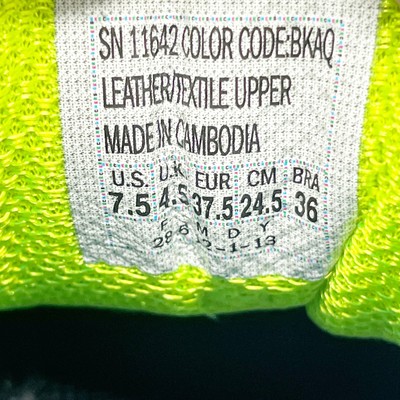 SN 11642 COLOR CODE:BKAQ
LEATHER/TEXTILE UPPER
MADE IN CAMBODIA
U.S. U.K EUR CM BRA
7.5 4.5 37.5 24.5 36
F M D Y
-1-13